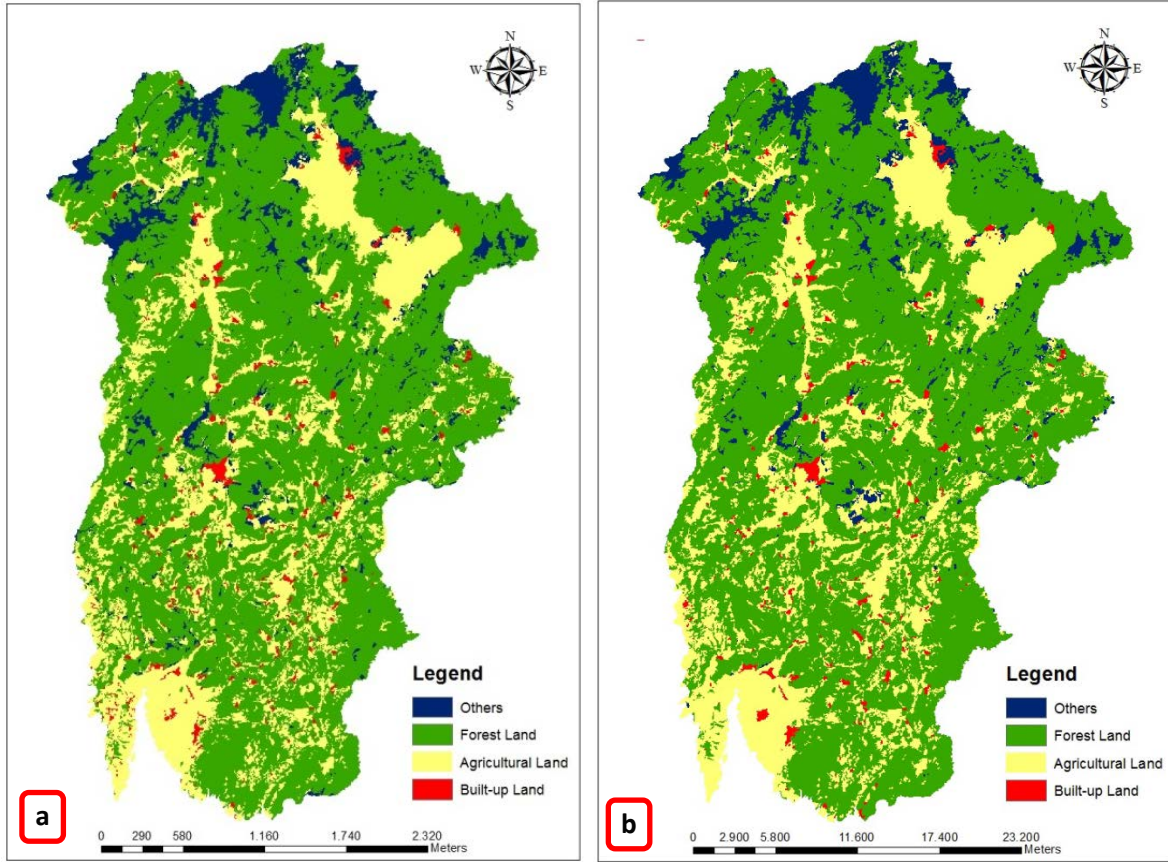 N
W E
S
Legend
Others
Forest Land
Agricultural Land
Built-up Land
a
0 290 580 1.160 1.740 2.320
Meters
N
W E
S
Legend
Others
Forest Land
Agricultural Land
Built-up Land
b
0 2.900 5.800 11.600 17.400 23.200
Meters